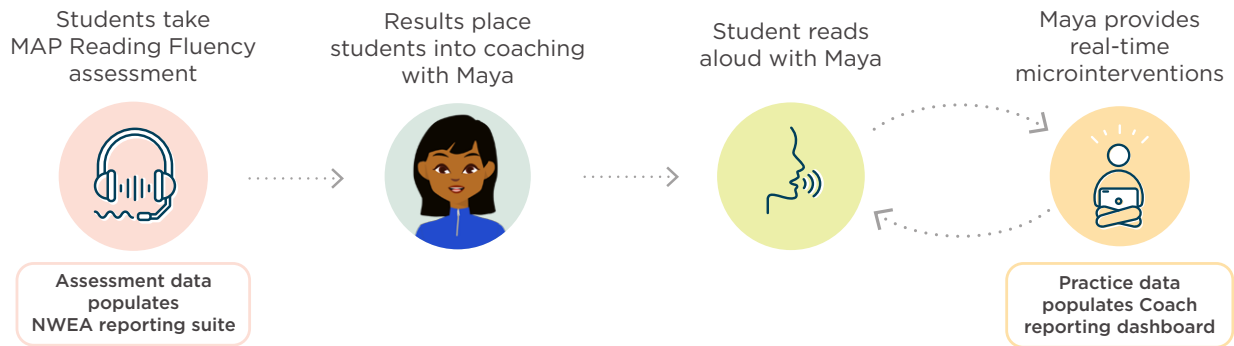 Students take
MAP Reading Fluency
assessment
Results place
students into coaching
with Maya
Student reads
aloud with Maya
Maya provides
real-time
microinterventions
Assessment data
populates
NWEA reporting suite
Practice data
populates Coach
reporting dashboard